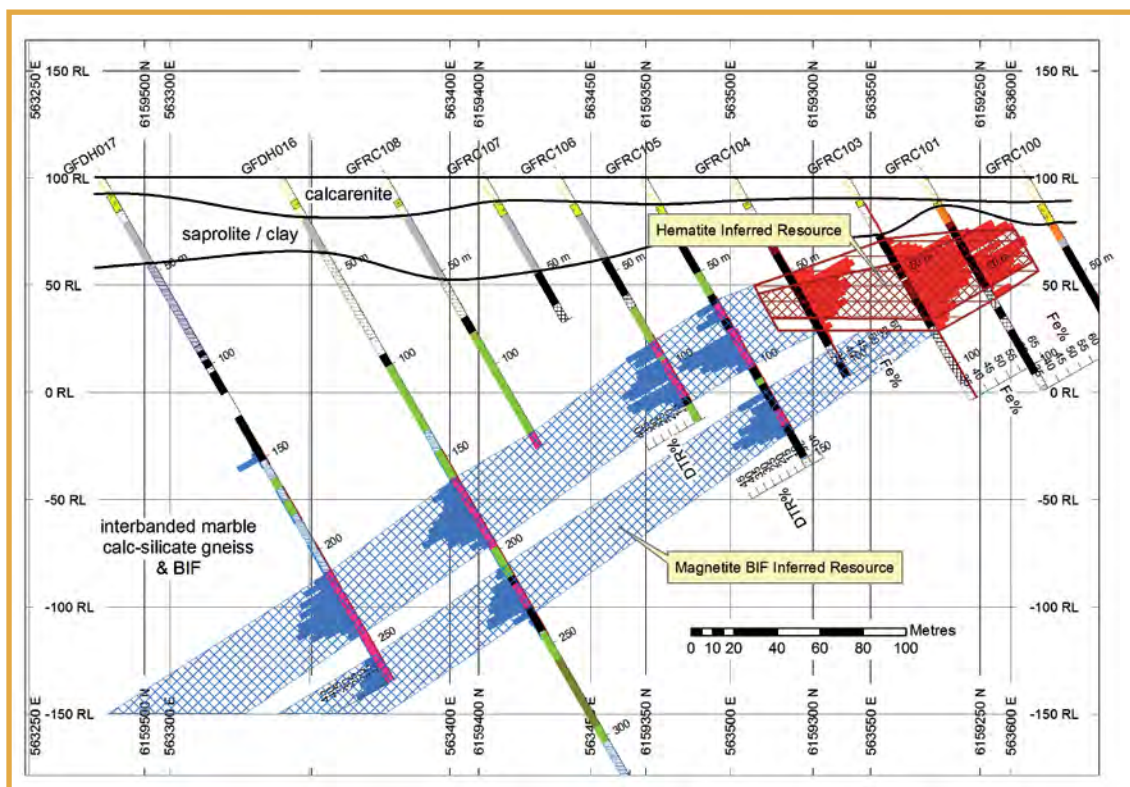 563250 E
6159500 N
563300 E
563400 E
6159400 N
563450 E
6159350 N
563500 E
6159300 N
563550 E
6159250 N
563600 E
150 RL
150 RL
GFDH017
GFDH016
GFRC108
GFRC107
GFRC106
GFRC105
GFRC104
GFRC103
GFRC101
GFRC100
100 RL
100 RL
calcarenite
saprolite / clay
Hematite Inferred Resource
50 m
50 m
50 m
50 m
50 m
50 m
50 m
50 m
50 m
50 RL
50 RL
100
100
100
100
100
Fe%
Fe%
Fe%
0 RL
0 RL
DTR%
DTR%
150
150
150
-50 RL
-50 RL
interbanded marble
calc-silicate gneiss
& BIF
200
200
Magnetite BIF Inferred Resource
-100 RL
-100 RL
250
250
Metres
0 10 20 40 60 80 100
-150 RL
-150 RL
300
563250 E
6159500 N
563300 E
563400 E
6159400 N
563450 E
6159350 N
563500 E
6159300 N
563550 E
6159250 N
563600 E